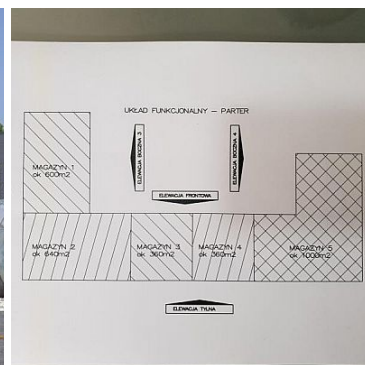 UKŁAD FUNKCJONALNY – PARTER
ELEWACJA BOCZNA 3
ELEWACJA BOCZNA 4
ELEWACJA FRONTOWA
MAGAZYN 1
ok 600m2
MAGAZYN 2
ok 640m2
MAGAZYN 3
ok 360m2
MAGAZYN 4
ok 360m2
MAGAZYN 5
ok 1000m2
ELEWACJA TYLNA